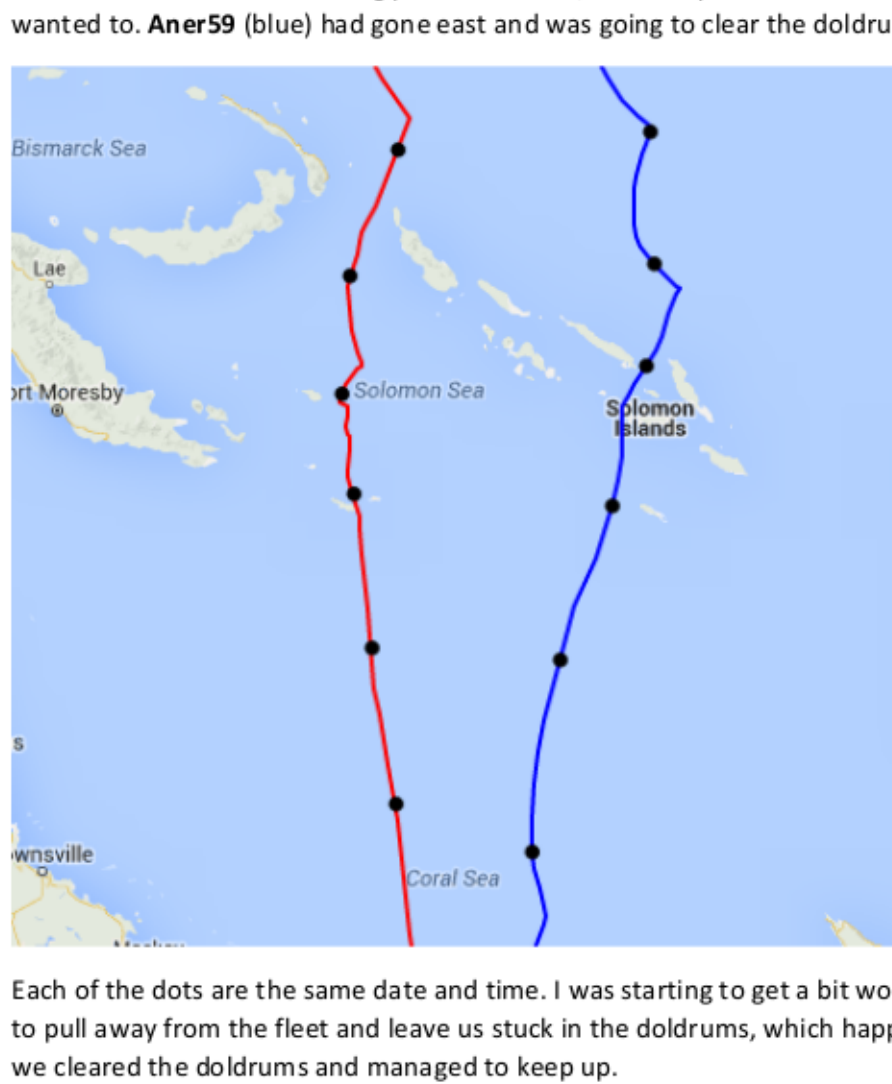 wanted to. Aner59 (blue) had gone east and was going to clear the doldru
Bismarck Sea
Lae
ort Moresby
Solomon Sea
Solomon
Islands
s
wnsville
Coral Sea
Each of the dots are the same date and time. I was starting to get a bit wo
to pull away from the fleet and leave us stuck in the doldrums, which happ
we cleared the doldrums and managed to keep up.